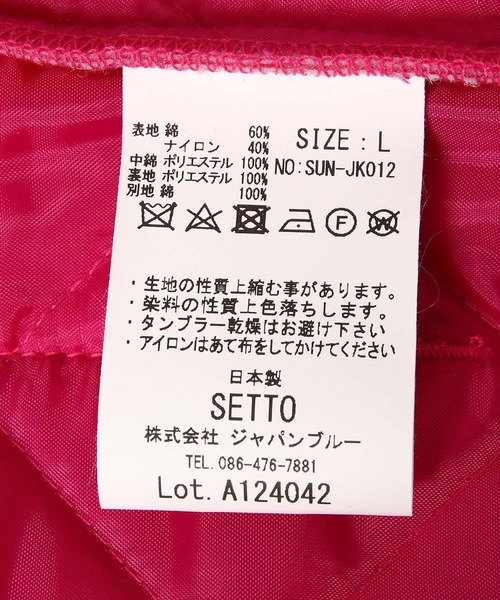 表地 綿 60%
ナイロン 40%
中綿 ポリエステル 100%
裏地 ポリエステル 100%
別地 綿 100%
SIZE : L
NO: SUN-JK012
F
W
・生地の性質上縮む事があります。
・染料の性質上色落ちします。
・タンブラー乾燥はお避け下さい
・アイロンはあて布をしてかけてください
日本製
SETTO
株式会社 ジャパンブルー
TEL. 086-476-7881
Lot. A124042